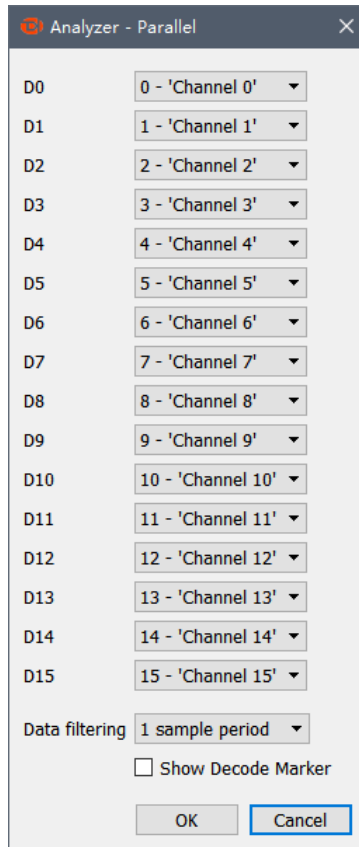 Analyzer - Parallel
D0 0 - 'Channel 0'
D1 1 - 'Channel 1'
D2 2 - 'Channel 2'
D3 3 - 'Channel 3'
D4 4 - 'Channel 4'
D5 5 - 'Channel 5'
D6 6 - 'Channel 6'
D7 7 - 'Channel 7'
D8 8 - 'Channel 8'
D9 9 - 'Channel 9'
D10 10 - 'Channel 10'
D11 11 - 'Channel 11'
D12 12 - 'Channel 12'
D13 13 - 'Channel 13'
D14 14 - 'Channel 14'
D15 15 - 'Channel 15'
Data filtering 1 sample period
Show Decode Marker
OK Cancel